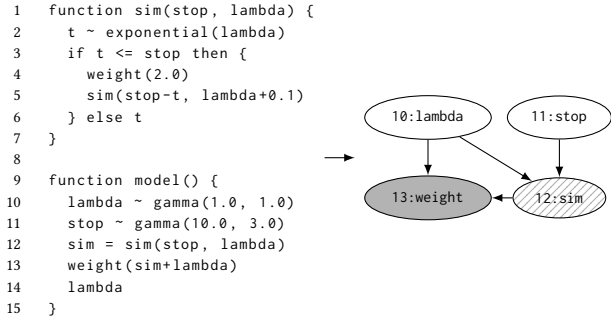 1 function sim(stop, lambda) {
2 t ~ exponential(lambda)
3 if t <= stop then {
4 weight(2.0)
5 sim(stop-t, lambda+0.1)
6 } else t
7 }
8
9 function model() {
10 lambda ~ gamma(1.0, 1.0)
11 stop ~ gamma(10.0, 3.0)
12 sim = sim(stop, lambda)
13 weight(sim+lambda)
14 lambda
15 }
10:lambda
11:stop
13:weight
12:sim